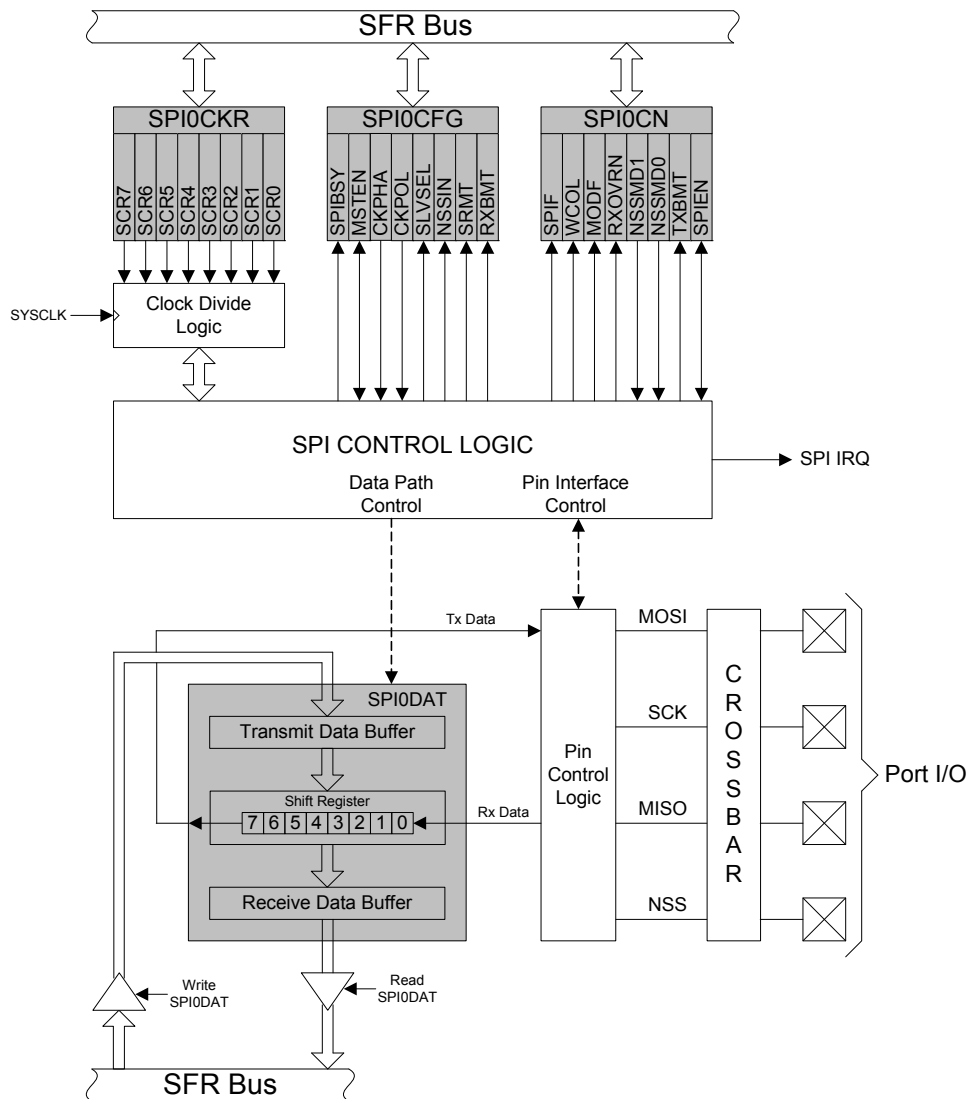 SFR Bus
SPI0CKR
SCR7
SCR6
SCR5
SCR4
SCR3
SCR2
SCR1
SCR0
SPI0CFG
SPIBSY
MSTEN
CKPHA
CKPOL
SLVSEL
NSSIN
SRMT
RXBMT
SPI0CN
SPIF
WCOL
MODF
RXOVRN
NSSMD1
NSSMD0
TXBMT
SPIEN
SYSCLK
Clock Divide
Logic
SPI CONTROL LOGIC
Data Path
Control
Pin Interface
Control
SPI IRQ
Tx Data
SPI0DAT
Transmit Data Buffer
Shift Register
7 6 5 4 3 2 1 0
Rx Data
Receive Data Buffer
Pin
Control
Logic
MOSI
SCK
MISO
NSS
CROSSBAR
Port I/O
Write
SPI0DAT
Read
SPI0DAT
SFR Bus